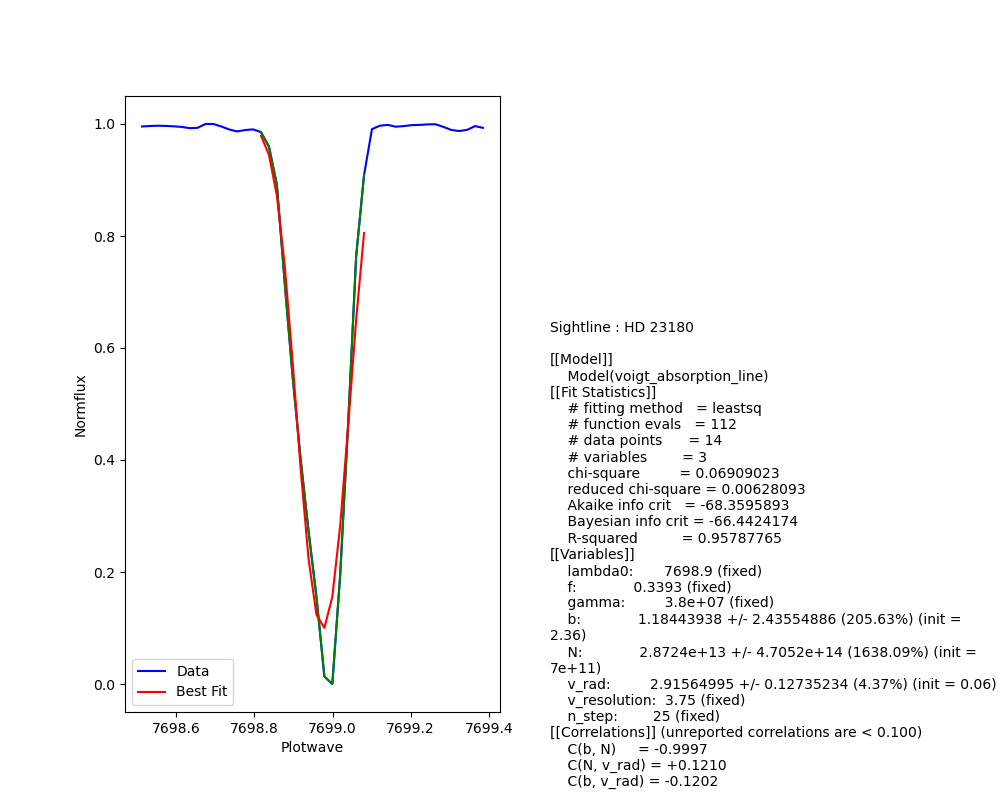 1.0
0.8
0.6
0.4
0.2
0.0
Normflux
7698.6 7698.8 7699.0 7699.2 7699.4
Plotwave
Data
Best Fit
Sightline : HD 23180
[[Model]]
Model(voigt_absorption_line)
[[Fit Statistics]]
# fitting method = leastsq
# function evals = 112
# data points = 14
# variables = 3
chi-square = 0.06909023
reduced chi-square = 0.00628093
Akaike info crit = -68.3595893
Bayesian info crit = -66.4424174
R-squared = 0.95787765
[[Variables]]
lambda0: 7698.9 (fixed)
f: 0.3393 (fixed)
gamma: 3.8e+07 (fixed)
b: 1.18443938 +/- 2.43554886 (205.63%) (init =
2.36)
N: 2.8724e+13 +/- 4.7052e+14 (1638.09%) (init =
7e+11)
v_rad: 2.91564995 +/- 0.12735234 (4.37%) (init = 0.06)
v_resolution: 3.75 (fixed)
n_step: 25 (fixed)
[[Correlations]] (unreported correlations are < 0.100)
C(b, N) = -0.9997
C(N, v_rad) = +0.1210
C(b, v_rad) = -0.1202